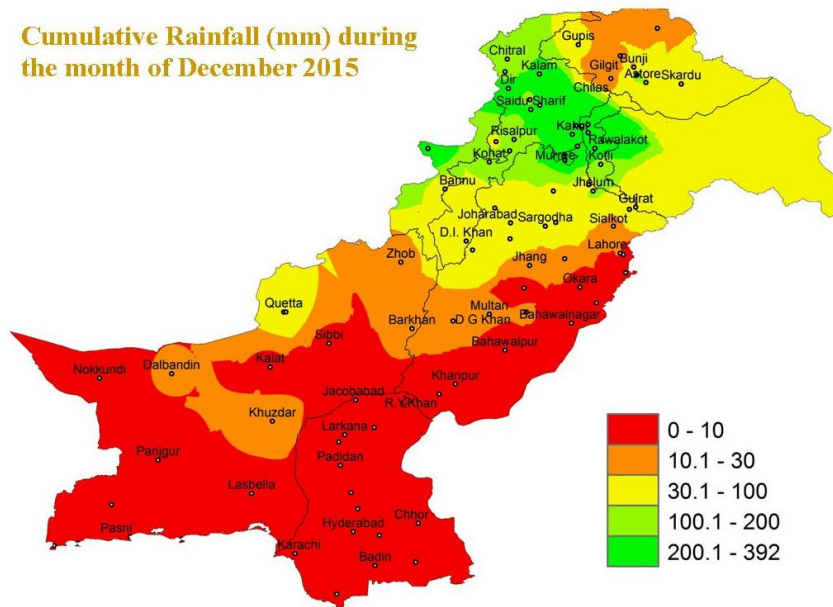 Cumulative Rainfall (mm) during
the month of December 2015
Gupis
Chitral
Kalam
Gilgit
Bunji
Astore
Skardu
Dir
Chilas
Saidu Sharif
Risalpur
Rawalakot
Kohat
Murree
Kotli
Bannu
Jhelum
Gujrat
Joharabad
Sargodha
Sialkot
D.I. Khan
Zhob
Lahore
Jhang
Okara
Quetta
Multan
Barkhan
D G Khan
Bahawalnagar
Sibbi
Bahawalpur
Kalat
Dalbandin
Nokkundi
Khanpur
Jacobabad
R.Y.Khan
Khuzdar
Larkana
Panjgur
Padidan
Lasbella
Pasni
Hyderabad
Chhor
Karachi
Badin
0 - 10
10.1 - 30
30.1 - 100
100.1 - 200
200.1 - 392